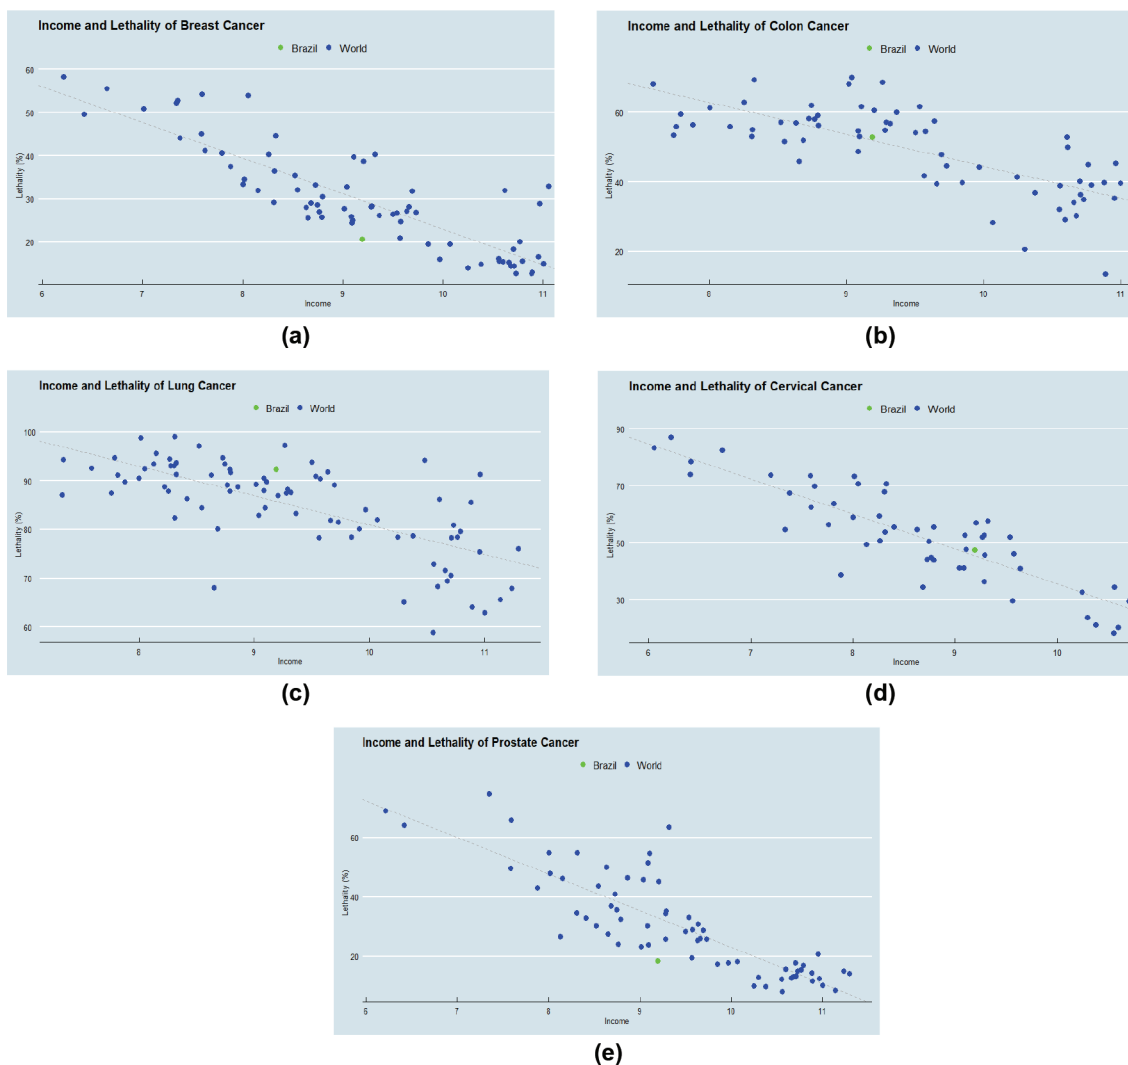 Income and Lethality of Breast Cancer
Brazil World
60
50
40
30
20
Lethality (%)
6 7 8 9 10 11
Income
(a)
Income and Lethality of Colon Cancer
Brazil World
60
40
20
Lethality (%)
8 9 10 11
Income
(b)
Income and Lethality of Lung Cancer
Brazil World
100
90
80
70
60
Lethality (%)
8 9 10 11
Income
(c)
Income and Lethality of Cervical Cancer
Brazil World
90
70
50
30
Lethality (%)
6 7 8 9 10
Income
(d)
Income and Lethality of Prostate Cancer
Brazil World
60
40
20
Lethality (%)
6 7 8 9 10 11
Income
(e)